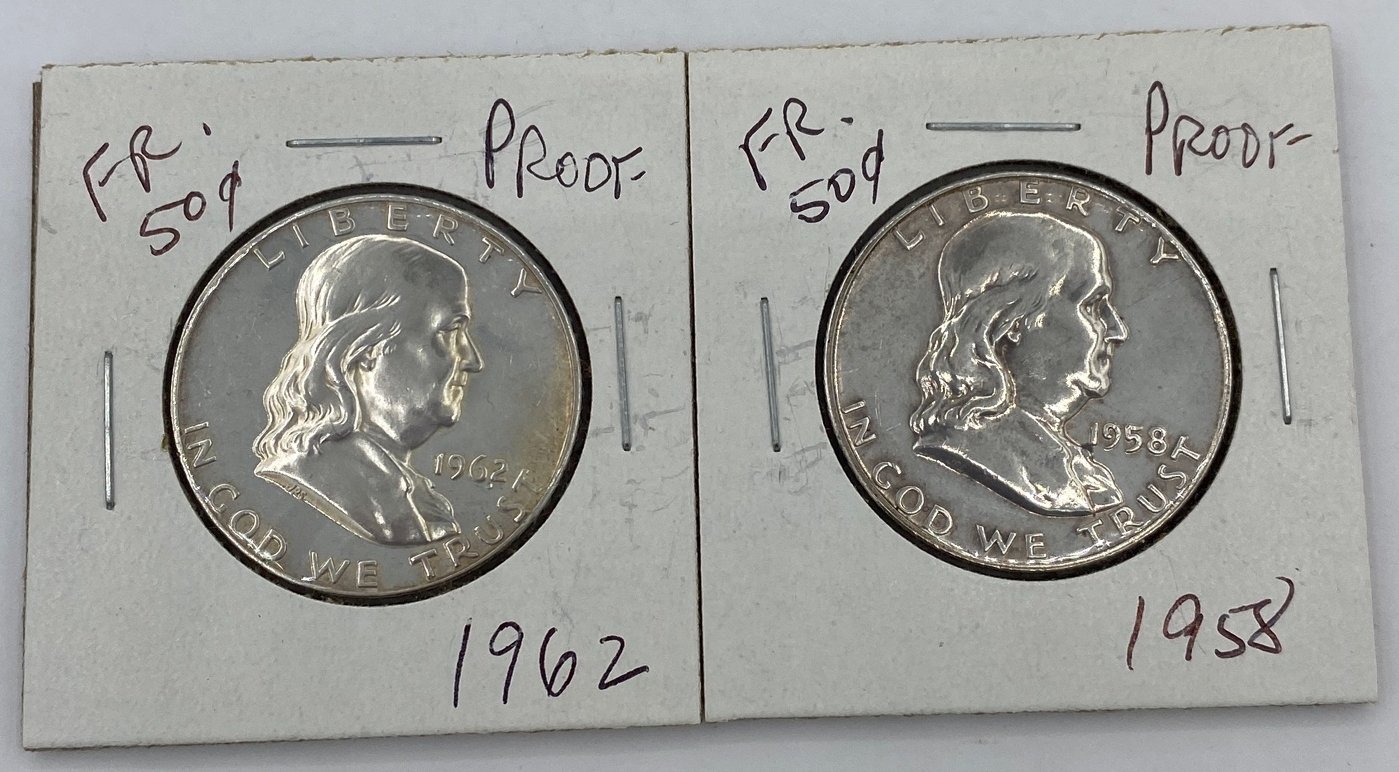 FR. PROOF
50¢
LIBERTY
1962
IN GOD WE TRUST
1962
FR. PROOF
50¢
LIBERTY
1958
IN GOD WE TRUST
1958